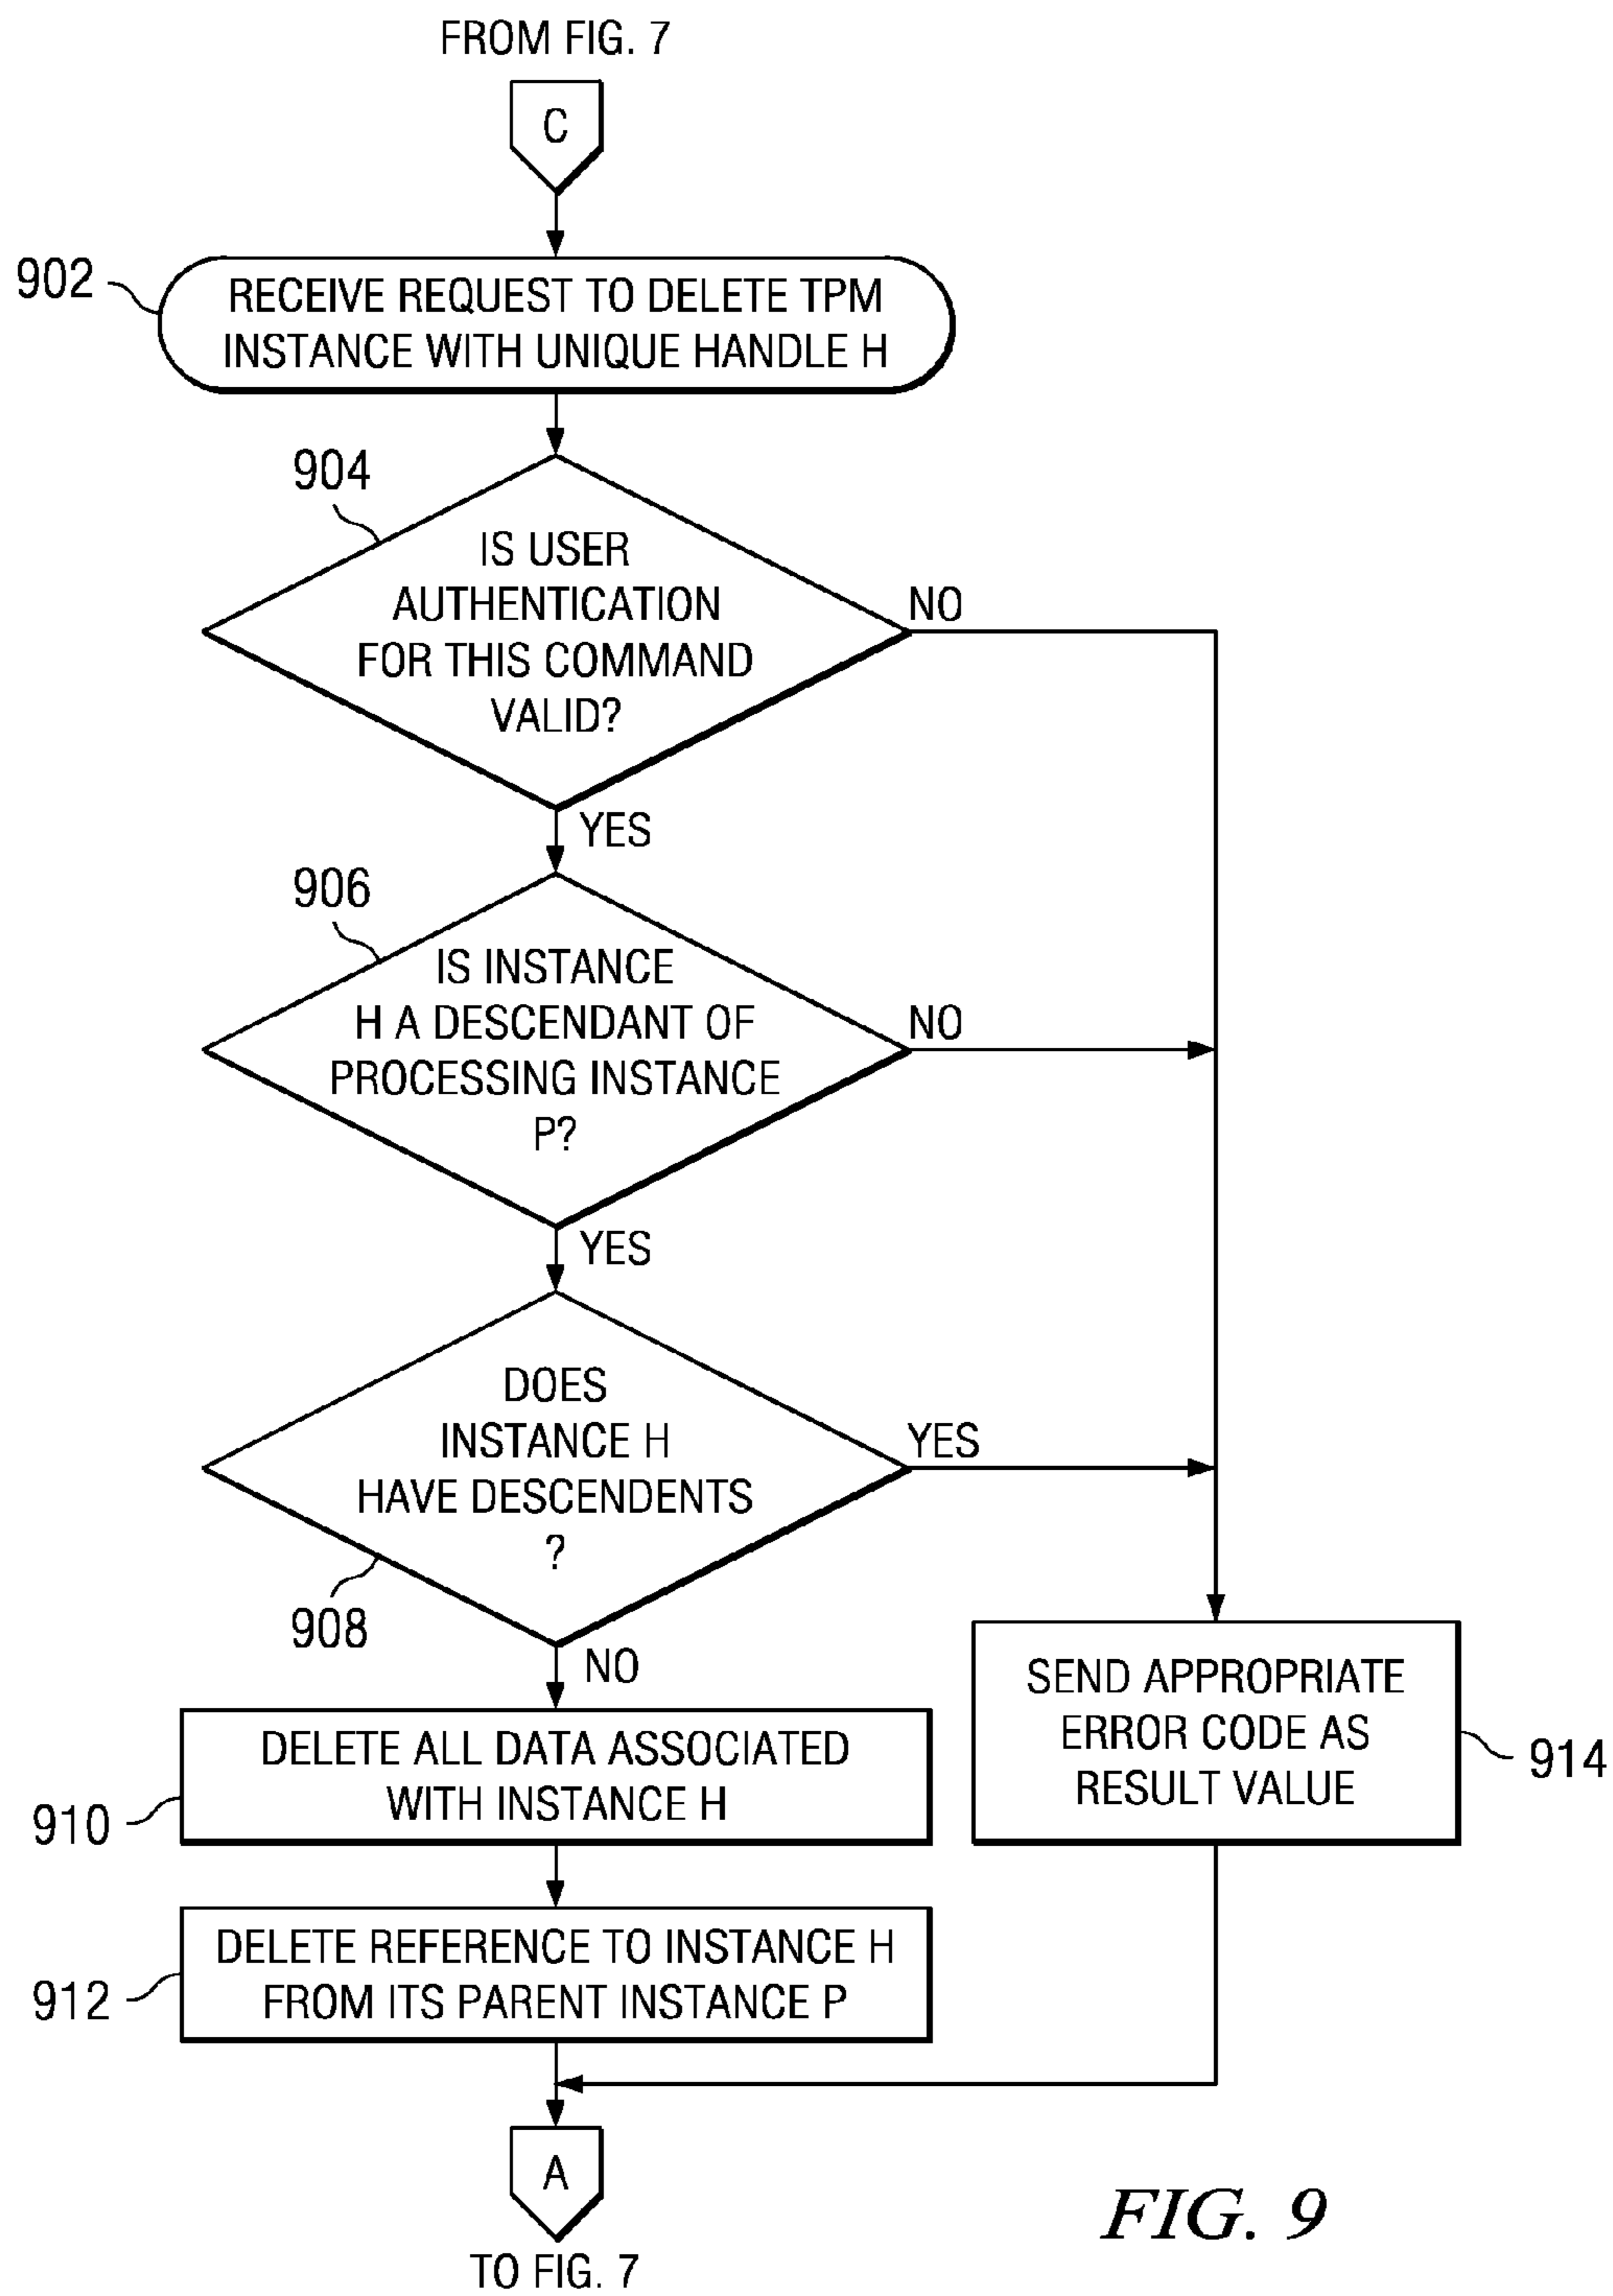 FROM FIG. 7
C
902
RECEIVE REQUEST TO DELETE TPM
INSTANCE WITH UNIQUE HANDLE H
904
IS USER
AUTHENTICATION
FOR THIS COMMAND
VALID?
NO
YES
906
IS INSTANCE
H A DESCENDANT OF
PROCESSING INSTANCE
P?
NO
YES
DOES
INSTANCE H
HAVE DESCENDENTS
?
YES
908
NO
DELETE ALL DATA ASSOCIATED
WITH INSTANCE H
910
SEND APPROPRIATE
ERROR CODE AS
RESULT VALUE
914
DELETE REFERENCE TO INSTANCE H
FROM ITS PARENT INSTANCE P
912
A
TO FIG. 7
FIG. 9